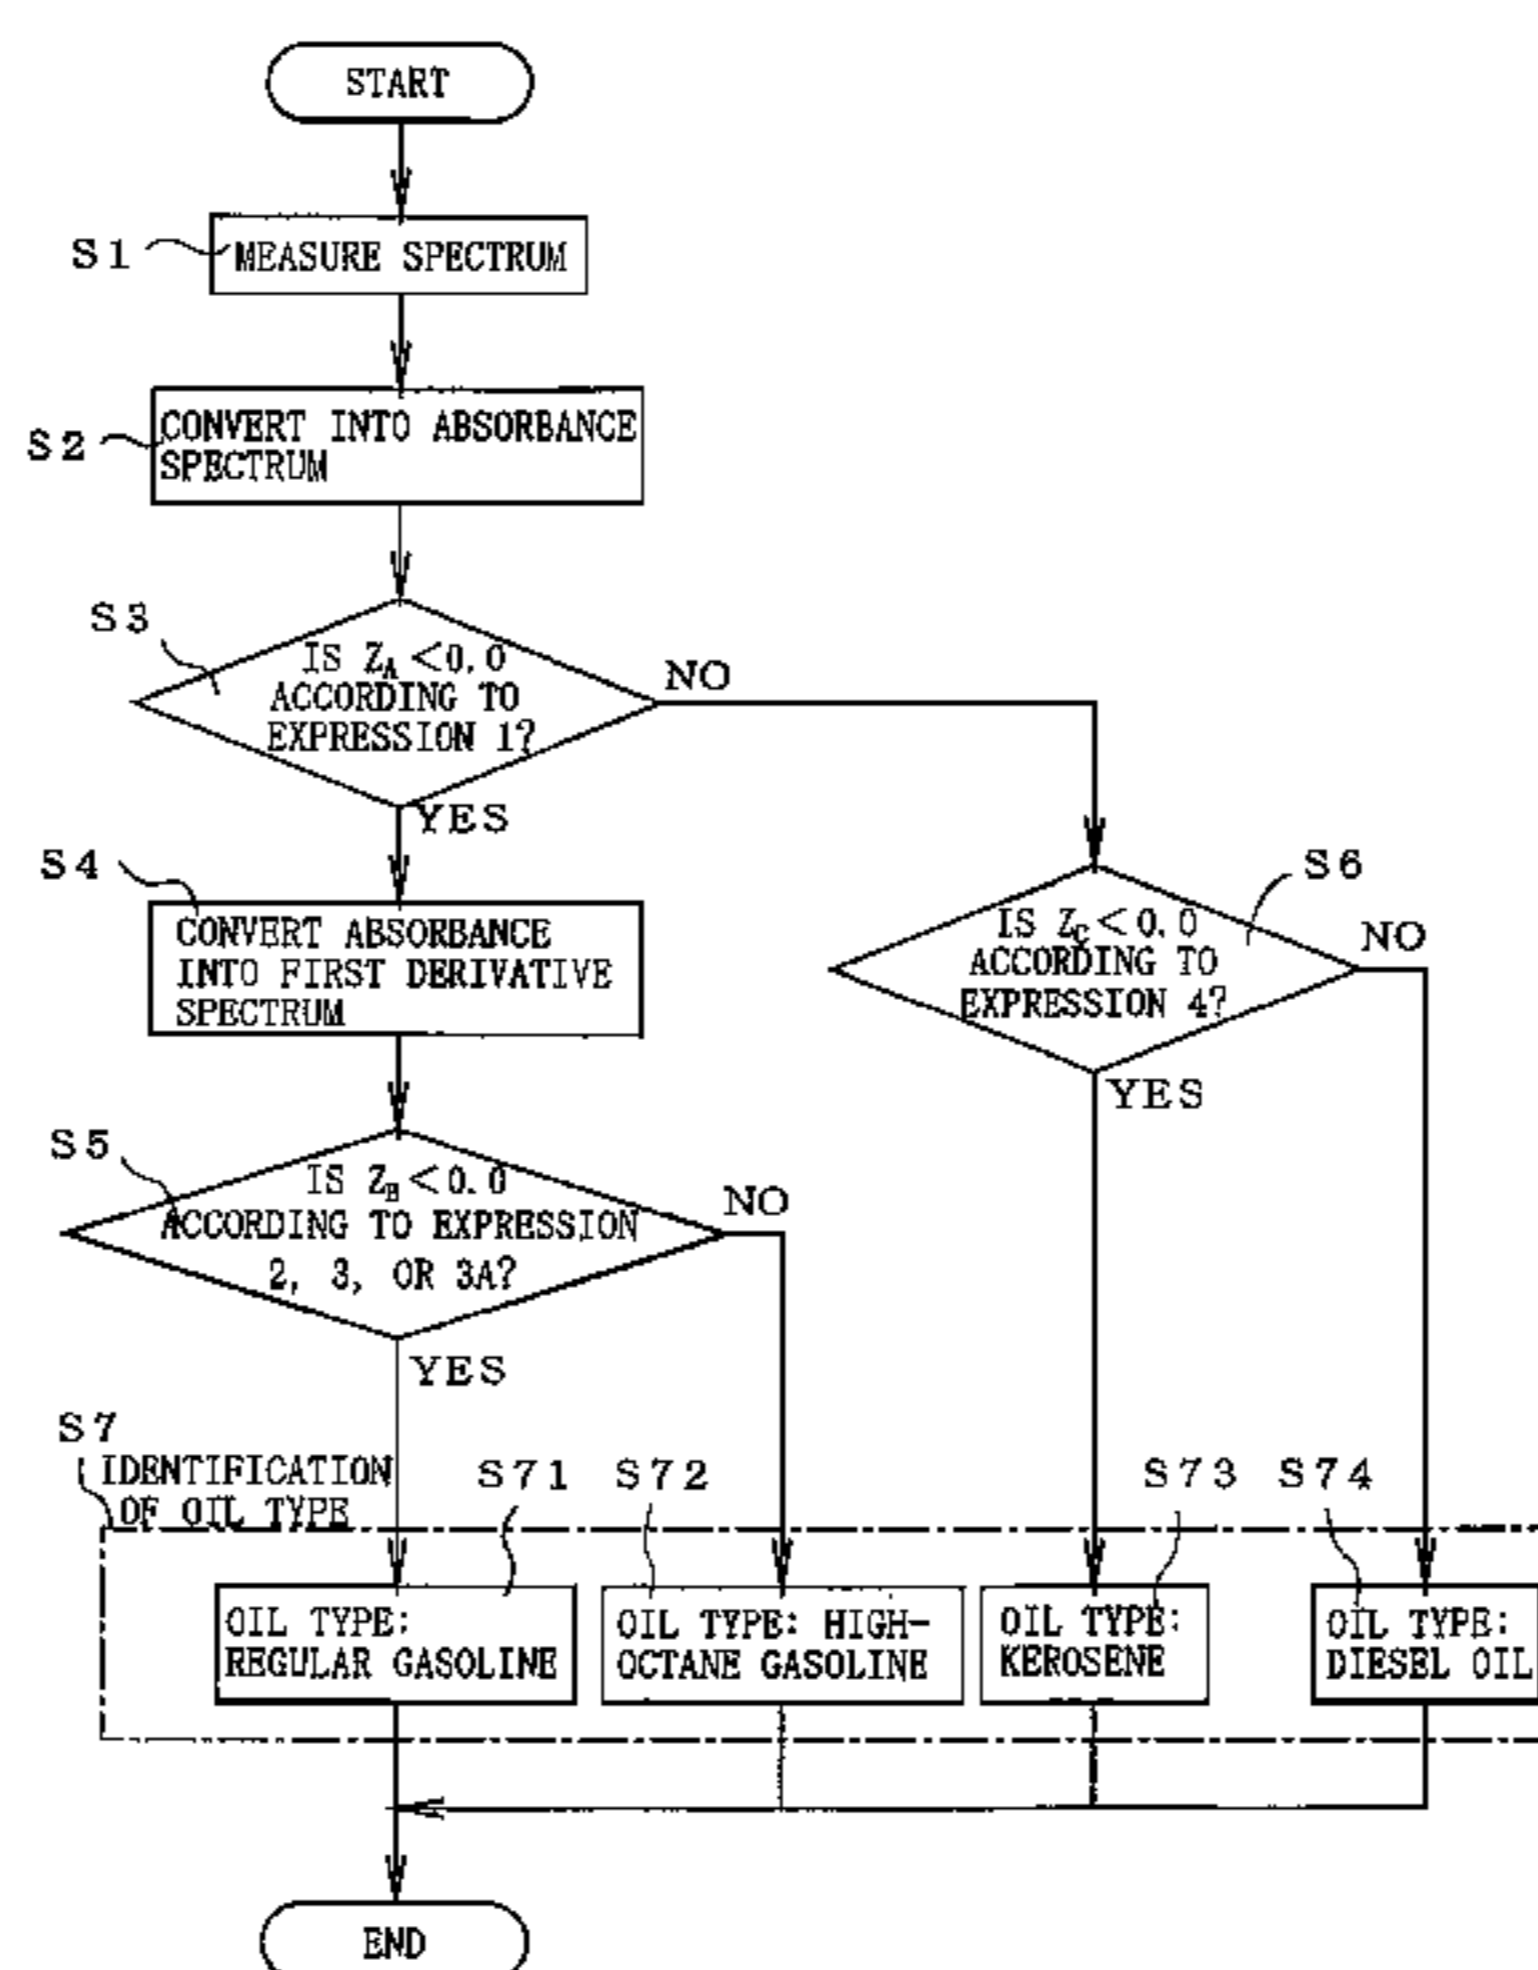 START
S1
MEASURE SPECTRUM
S2
CONVERT INTO ABSORBANCE
SPECTRUM
S3
IS ZA<0.0
ACCORDING TO
EXPRESSION 1?
NO
YES
S4
CONVERT ABSORBANCE
INTO FIRST DERIVATIVE
SPECTRUM
S6
IS ZC<0.0
ACCORDING TO
EXPRESSION 4?
NO
YES
S5
IS ZB<0.0
ACCORDING TO EXPRESSION
2, 3, OR 3A?
NO
YES
S7
IDENTIFICATION
OF OIL TYPE
S71
S72
S73
S74
OIL TYPE:
REGULAR GASOLINE
OIL TYPE: HIGH-
OCTANE GASOLINE
OIL TYPE:
KEROSENE
OIL TYPE:
DIESEL OIL
END